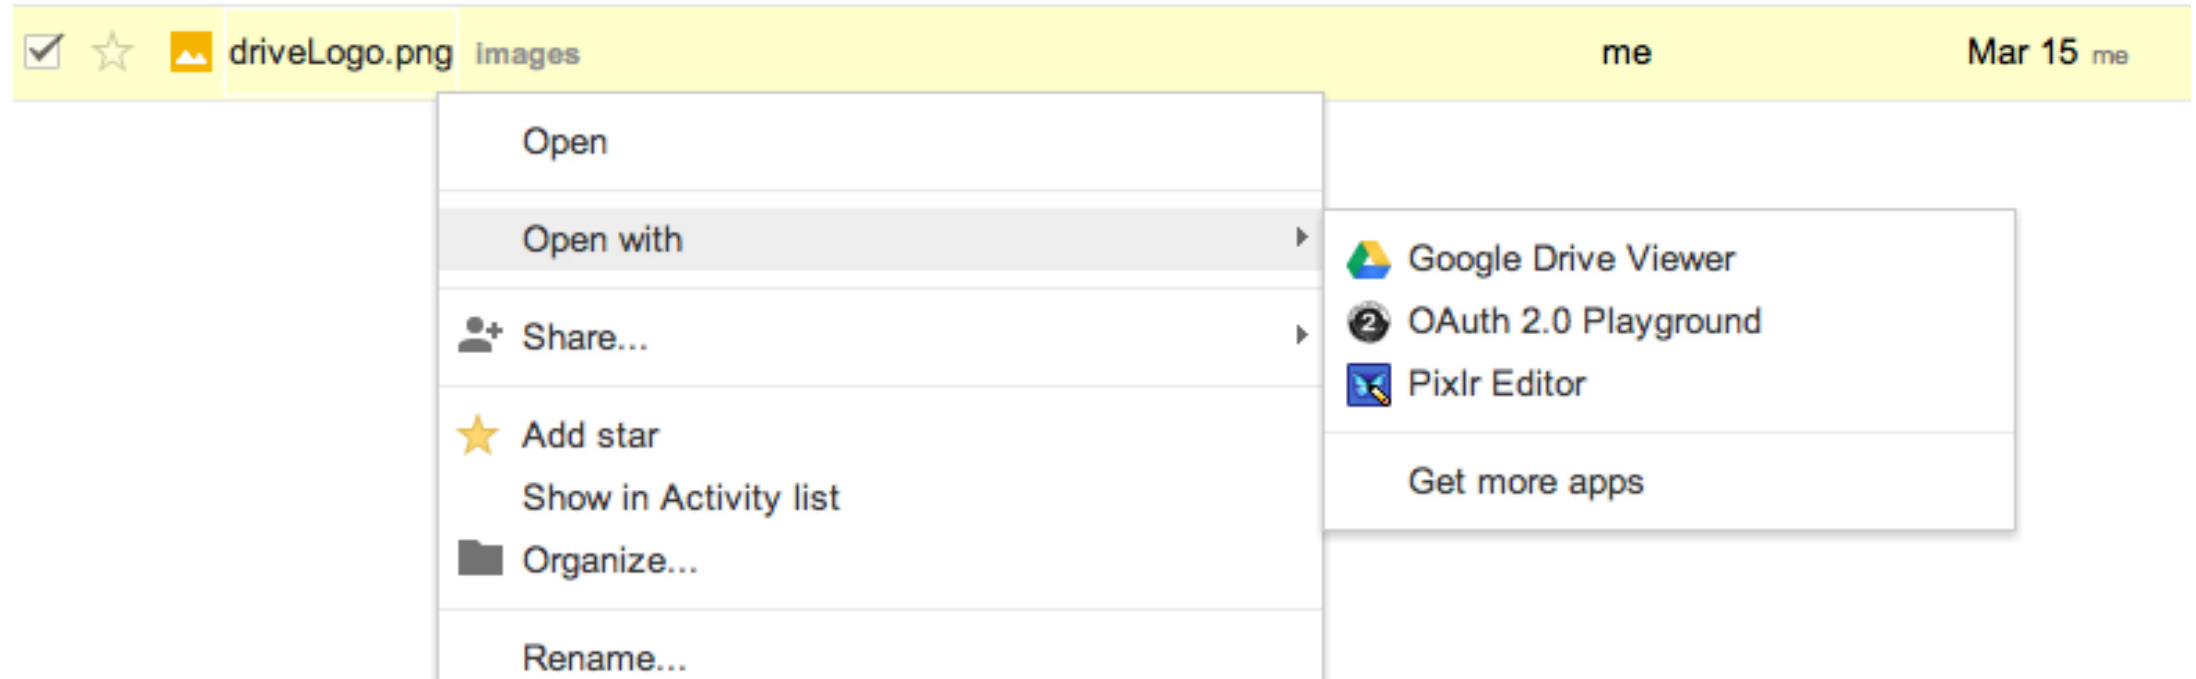 driveLogo.png images me Mar 15 me
Open
Open with
Google Drive Viewer
OAuth 2.0 Playground
Pixlr Editor
Get more apps
Share...
Add star
Show in Activity list
Organize...
Rename...